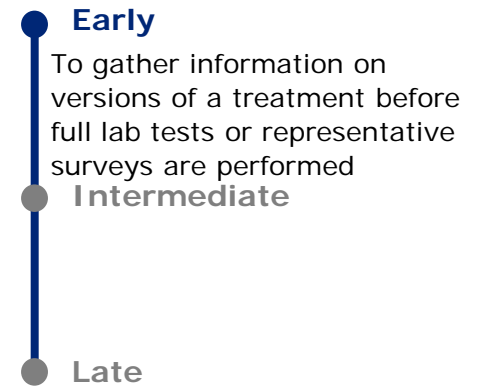 Early
To gather information on
versions of a treatment before
full lab tests or representative
surveys are performed
Intermediate
Late